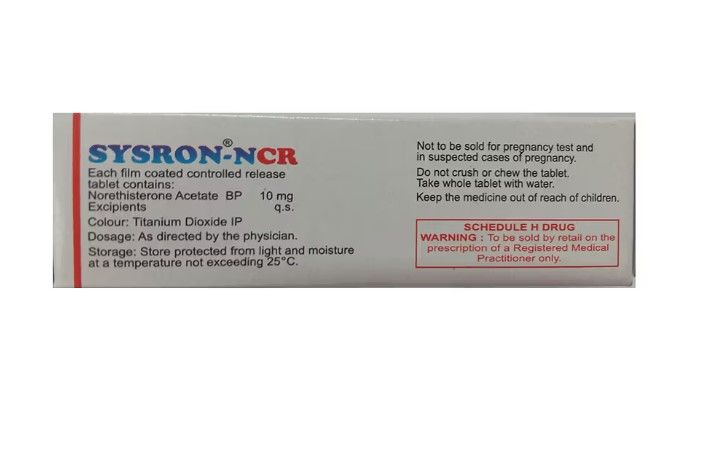 SYSRON®-NCR
Each film coated controlled release
tablet contains:
Norethisterone Acetate BP 10 mg
Excipients q.s.
Colour: Titanium Dioxide IP
Dosage: As directed by the physician.
Storage: Store protected from light and moisture
at a temperature not exceeding 25°C.
Not to be sold for pregnancy test and
in suspected cases of pregnancy.
Do not crush or chew the tablet.
Take whole tablet with water.
Keep the medicine out of reach of children.
SCHEDULE H DRUG
WARNING : To be sold by retail on the
prescription of a Registered Medical
Practitioner only.